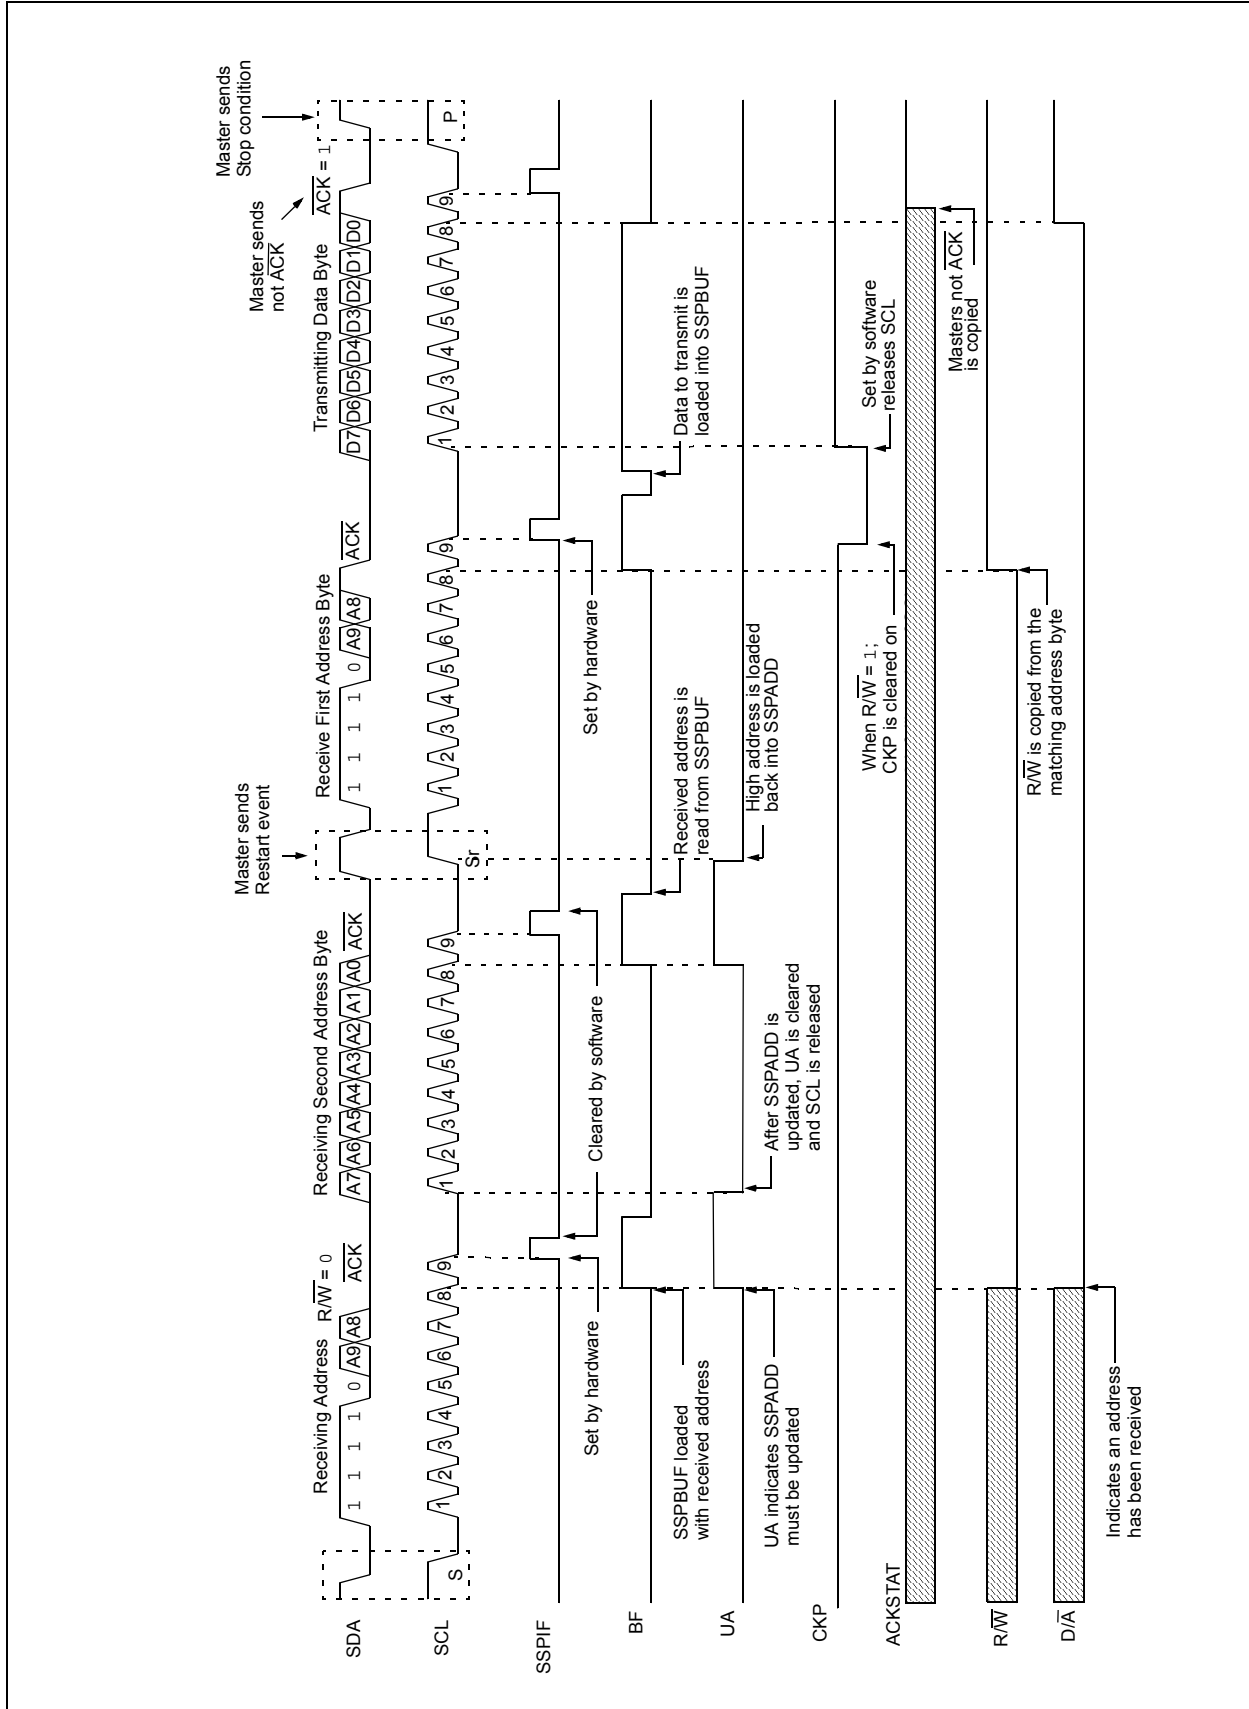 Master sends
Restart event
Master sends
not ACK
Master sends
Stop condition
Receiving Address R/W = 0
Receiving Second Address Byte
Receive First Address Byte
Transmitting Data Byte
ACK = 1
SDA
1 1 1 1 0 A9 A8 ACK
A7 A6 A5 A4 A3 A2 A1 A0 ACK
1 1 1 1 0 A9 A8 ACK
D7 D6 D5 D4 D3 D2 D1 D0
SCL
S
1 2 3 4 5 6 7 8 9
1 2 3 4 5 6 7 8 9
Sr
1 2 3 4 5 6 7 8 9
1 2 3 4 5 6 7 8 9
P
SSPIF
Set by hardware
Cleared by software
Set by hardware
BF
SSPBUF loaded
with received address
Received address is
read from SSPBUF
Data to transmit is
loaded into SSPBUF
UA
UA indicates SSPADD
must be updated
After SSPADD is
updated, UA is cleared
and SCL is released
High address is loaded
back into SSPADD
CKP
When R/W = 1;
CKP is cleared on
Set by software
releases SCL
ACKSTAT
Masters not ACK
is copied
R/W
R/W is copied from the
matching address byte
D/A
Indicates an address
has been received